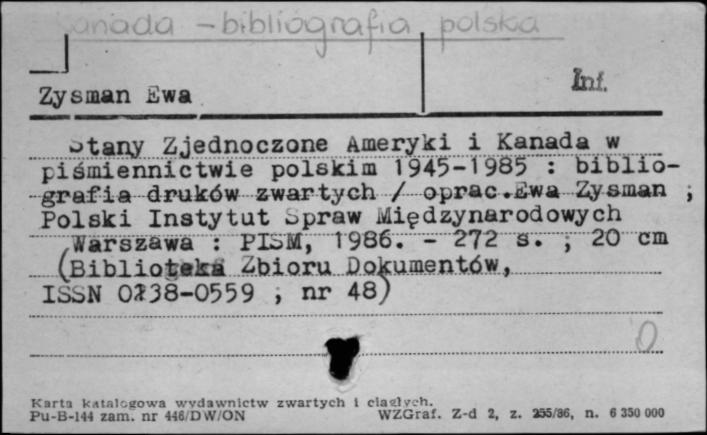 Kanada - bibliografia polska
Inf.
Zysman Ewa
Stany Zjednoczone Ameryki i Kanada w
piśmiennictwie polskim 1945-1985 : biblio-
grafia druków zwartych / oprac.Ewa Zysman ;
Polski Instytut Spraw Międzynarodowych
Warszawa : PISM, 1986. - 272 s. ; 20 cm
(Biblioteka Zbioru Dokumentów,
ISSN 0238-0559 ; nr 48)
0
Karta katalogowa wydawnictw zwartych i ciągłych.
Pu-B-144 zam. nr 446/DW/ON WZGraf. Z-d 2, z. 255/86, n. 6 350 000